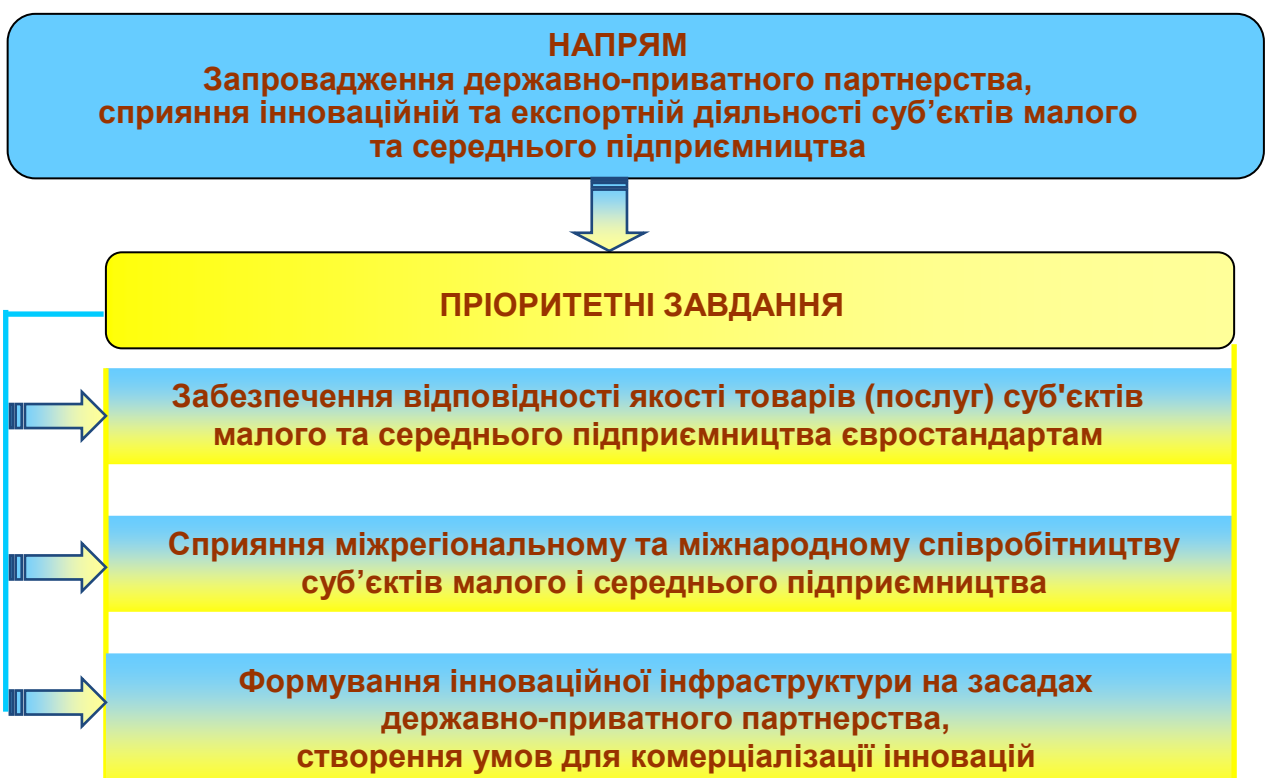 НАПРЯМ
Запровадження державно-приватного партнерства,
сприяння інноваційній та експортній діяльності суб’єктів малого
та середнього підприємництва
ПРІОРИТЕТНІ ЗАВДАННЯ
Забезпечення відповідності якості товарів (послуг) суб'єктів
малого та середнього підприємництва євростандартам
Сприяння міжрегіональному та міжнародному співробітництву
суб’єктів малого і середнього підприємництва
Формування інноваційної інфраструктури на засадах
державно-приватного партнерства,
створення умов для комерціалізації інновацій